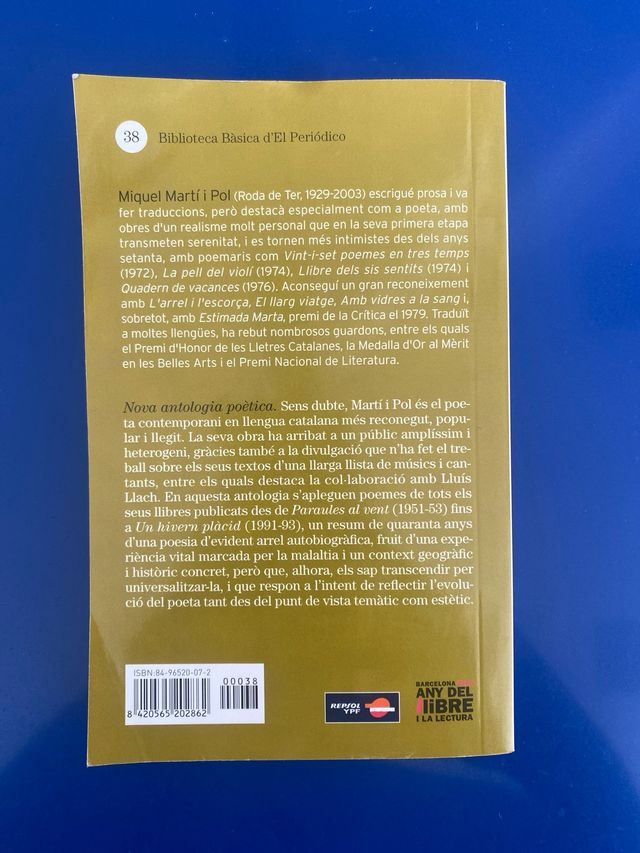 38 Biblioteca Bàsica d'El Periódico
Miquel Martí i Pol (Roda de Ter, 1929-2003) escrigué prosa i va
fer traduccions, però destacà especialment com a poeta, amb
obres d'un realisme molt personal que en la seva primera etapa
transmeten serenitat, i es tornen més intimistes des dels anys
setanta, amb poemaris com Vint-i-set poemes en tres temps
(1972), La pell del violí (1974), Llibre dels sis sentits (1974) i
Quadern de vacances (1976). Aconseguí un gran reconeixement
amb L'arrel i l'escorça, El llarg viatge, Amb vidres a la sang i,
sobretot, amb Estimada Marta, premi de la Crítica el 1979. Traduït
a moltes llengües, ha rebut nombrosos guardons, entre els quals
el Premi d'Honor de les Lletres Catalanes, la Medalla d'Or al Mèrit
en les Belles Arts i el Premi Nacional de Literatura.
Nova antologia poètica. Sens dubte, Martí i Pol és el poe-
ta contemporani en llengua catalana més reconegut, popu-
lar i llegit. La seva obra ha arribat a un públic amplíssim i
heterogeni, gràcies també a la divulgació que n'ha fet el tre-
ball sobre els seus textos d'una llarga llista de músics i can-
tants, entre els quals destaca la col·laboració amb Lluís
Llach. En aquesta antologia s'apleguen poemes de tots els
seus llibres publicats des de Paraules al vent (1951-53) fins
a Un hivern plàcid (1991-93), un resum de quaranta anys
d'una poesia d'evident arrel autobiogràfica, fruit d'una expe-
riència vital marcada per la malaltia i un context geogràfic
i històric concret, però que, alhora, els sap transcendir per
universalitzar-la, i que respon a l'intent de reflectir l'evolu-
ció del poeta tant des del punt de vista temàtic com estètic.
ISBN:84-96520-07-2
00038
8 420565 202862
REPSOL
YPF
BARCELONA
ANY DEL
llIBRE
I LA LECTURA